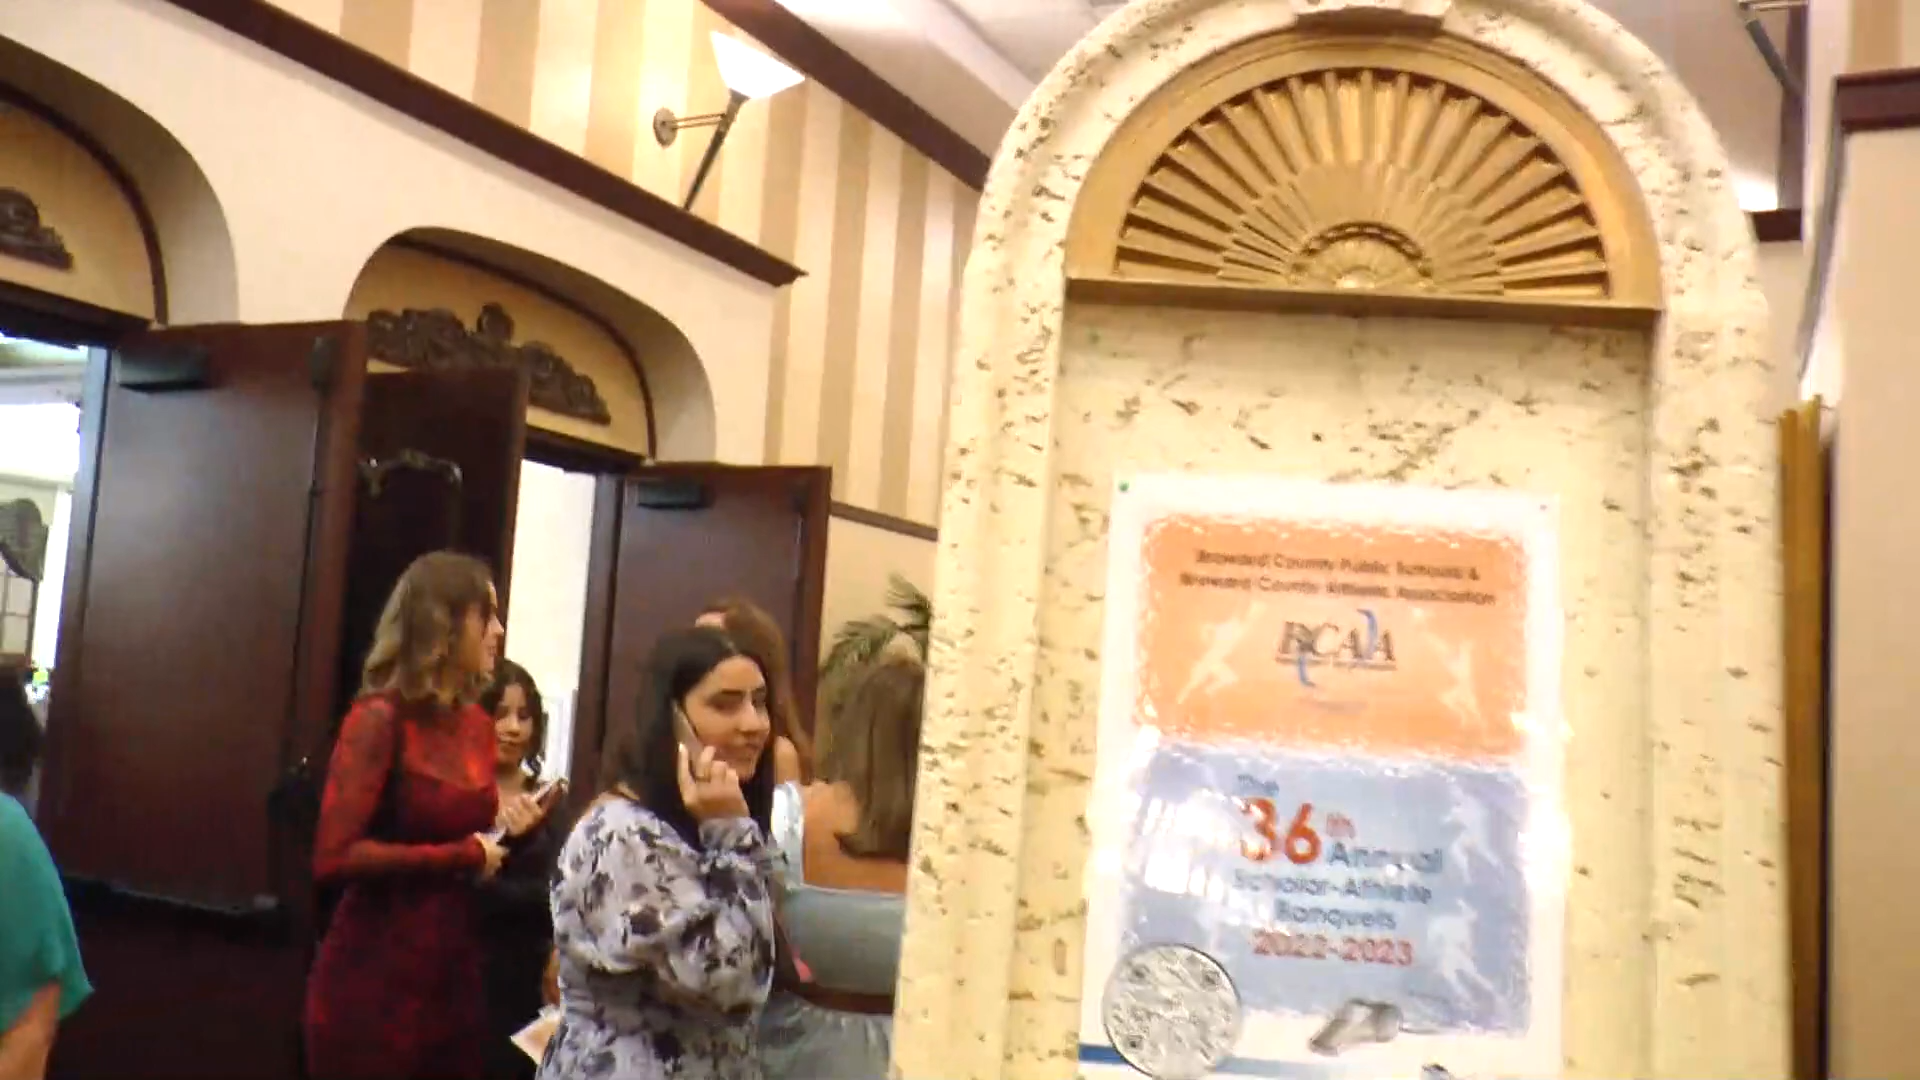 Broward County Public Schools &
Broward County Athletic Association
BCAA
The
36th
Annual
Scholar-Athlete
Banquets
2022-2023